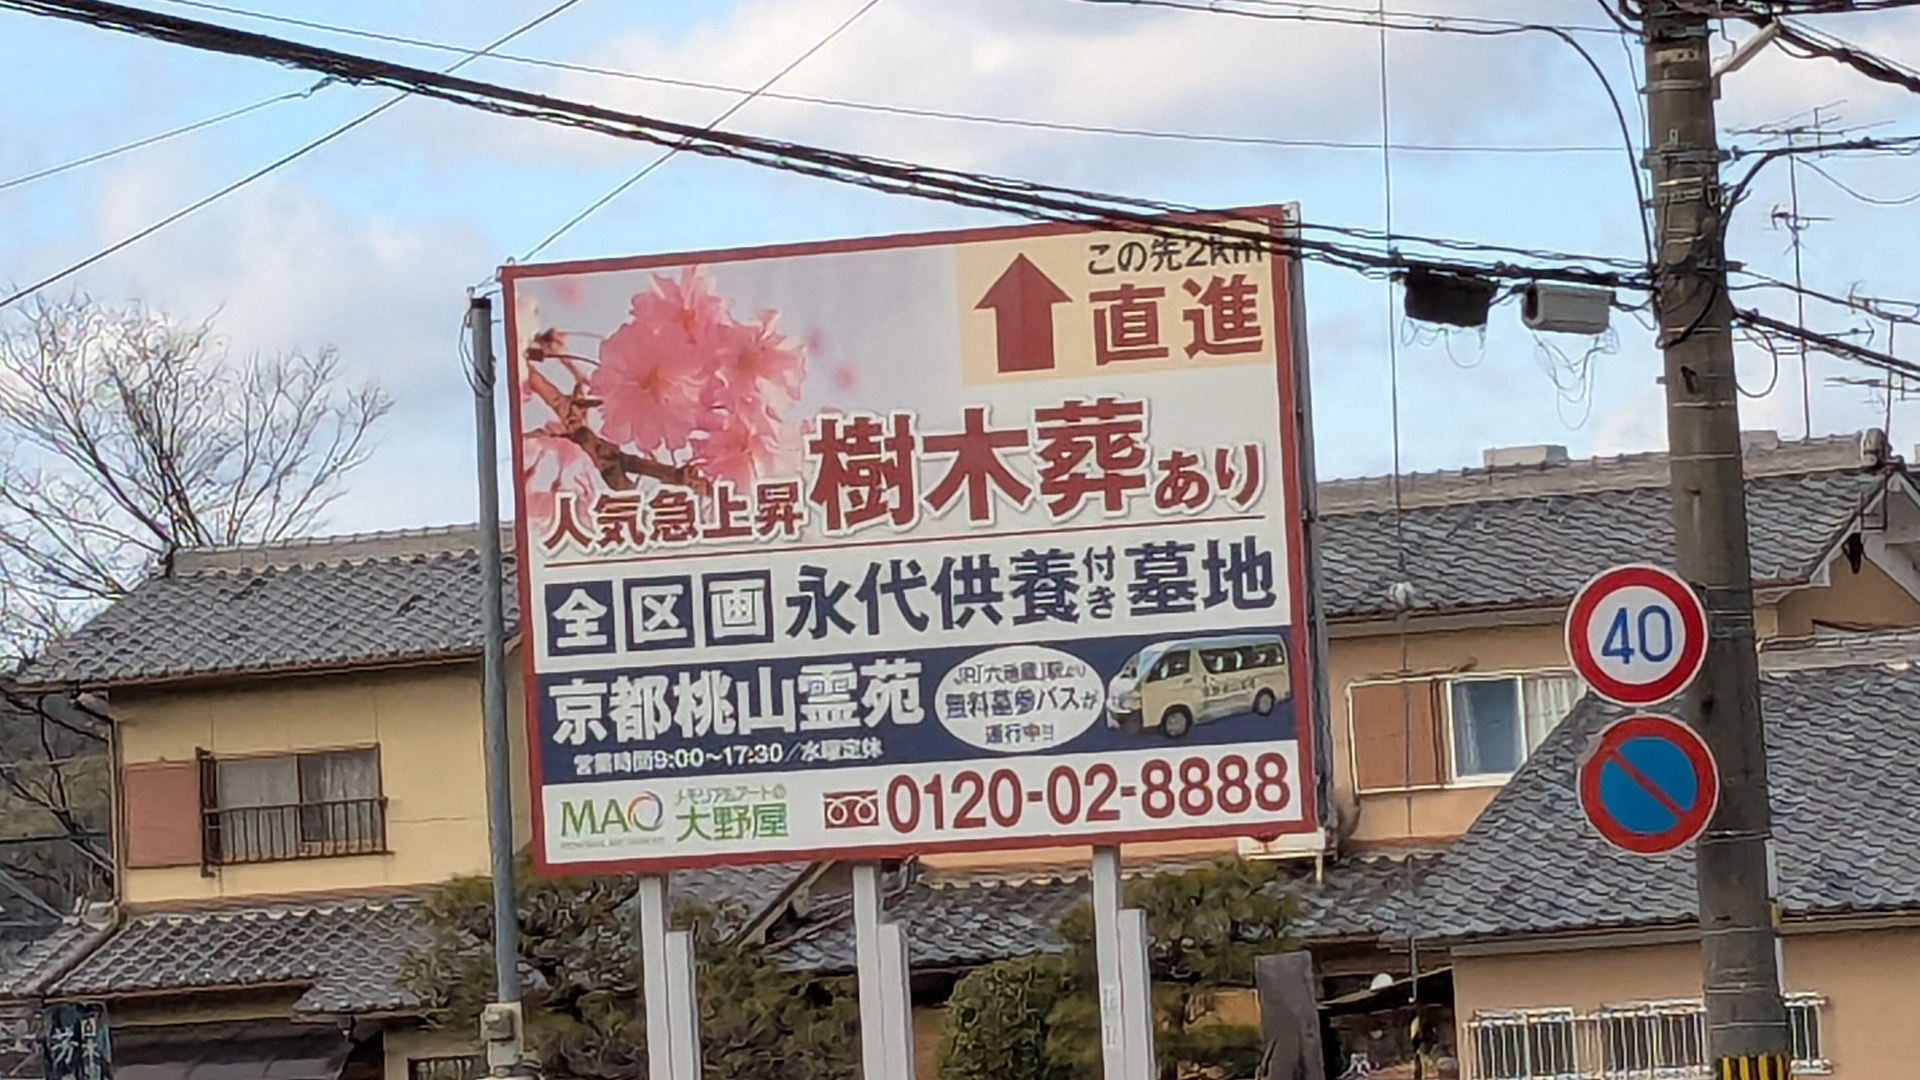 この先2km
直進
人気急上昇樹木葬あり
全区画永代供養付き墓地
京都桃山霊苑
営業時間9:00～17:30／水曜定休
JR「六地蔵」駅より
無料墓参バスが
運行中!!
MAO
メモリアルアートの
大野屋
0120-02-8888
40